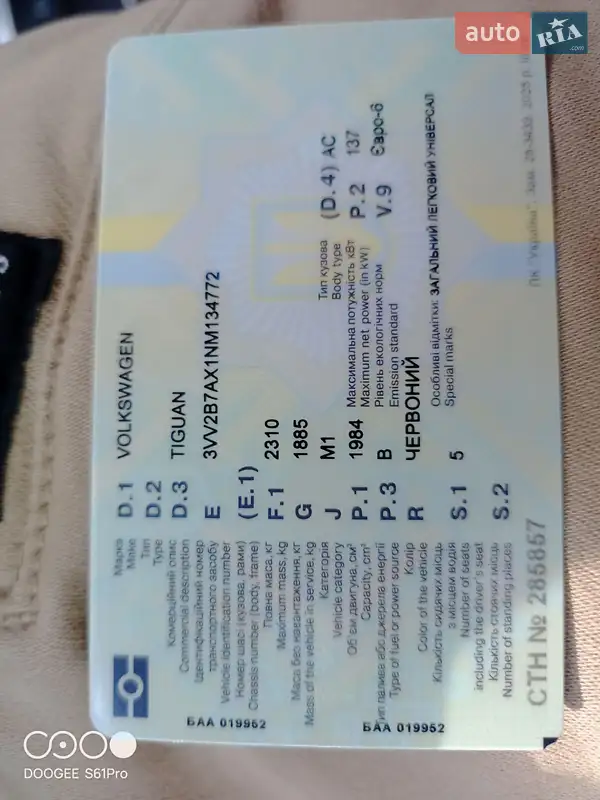 auto RIA .com
Марка
Make D.1 VOLKSWAGEN
Тип
Type D.2
Комерційний опис
Commercial description D.3 TIGUAN
Ідентифікаційний номер
транспортного засобу
Vehicle identification number E 3VV2B7AX1NM134772
Номер шасі (кузова, рами)
Chassis number (body, frame) (E.1)
Повна маса, кг
Maximum mass, kg F.1 2310
Маса без навантаження, кг
Mass of the vehicle in service, kg G 1885
Категорія
Vehicle category J M1
Тип кузова
Body type (D.4) AC
Об'єм двигуна, см³
Capacity, cm³ P.1 1984
Максимальна потужність кВт
Maximum net power (in kW) P.2 137
Тип палива або джерела енергії
Type of fuel or power source P.3 B
Рівень екологічних норм
Emission standard V.9 Євро-6
Колір
Color of the vehicle R ЧЕРВОНИЙ
Кількість сидячих місць
з місцем водія
Number of seats
including the driver's seat S.1 5
Особливі відмітки: ЗАГАЛЬНИЙ ЛЕГКОВИЙ УНІВЕРСАЛ
Special marks
Кількість стоячих місць
Number of standing places S.2
СТН № 285857
БАА 019952
БАА 019952
ПК "Україна". Зам. 25-3439. 2025 р.
DOOGEE S61Pro